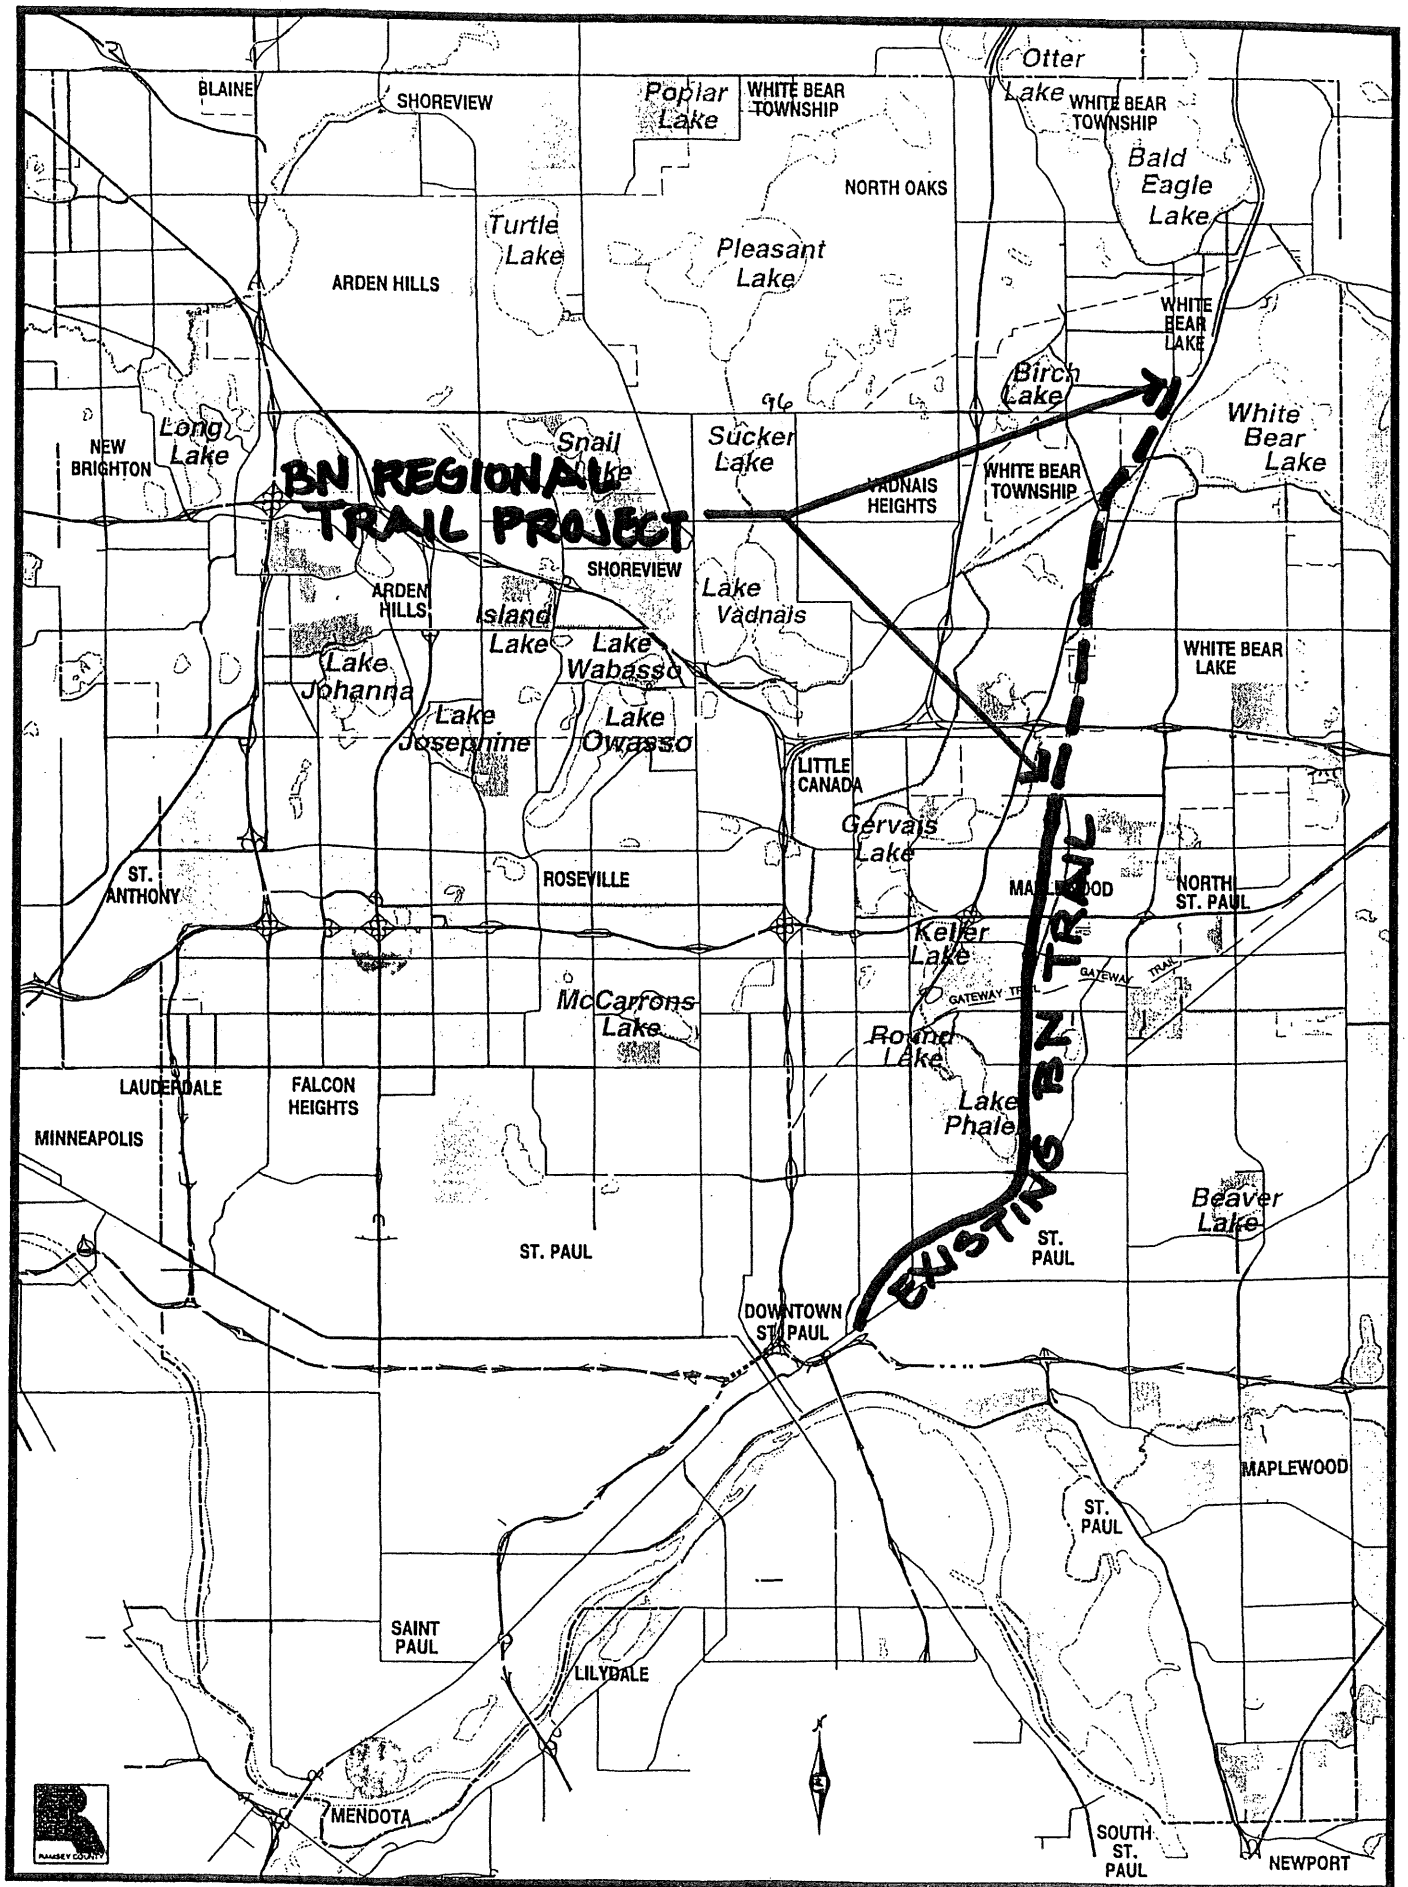 Otter
Lake
BLAINE
SHOREVIEW
Poplar
Lake
WHITE BEAR
TOWNSHIP
WHITE BEAR
TOWNSHIP
Bald
Eagle
Lake
NORTH OAKS
Turtle
Lake
Pleasant
Lake
ARDEN HILLS
WHITE
BEAR
LAKE
Birch
Lake
96
White
Bear
Lake
Long
Lake
NEW
BRIGHTON
Snail
Lake
Sucker
Lake
BN REGIONAL
TRAIL PROJECT
VADNAIS
HEIGHTS
WHITE BEAR
TOWNSHIP
SHOREVIEW
ARDEN
HILLS
Island
Lake
Lake
Vadnais
Lake
Johanna
Lake
Wabasso
WHITE BEAR
LAKE
Lake
Josephine
Lake
Owasso
LITTLE
CANADA
Gervais
Lake
ST.
ANTHONY
ROSEVILLE
MAPLEWOOD
NORTH
ST. PAUL
Keller
Lake
GATEWAY TRAIL
GATEWAY TRAIL
McCarrons
Lake
Round
Lake
EXISTING BN TRAIL
LAUDERDALE
FALCON
HEIGHTS
Lake
Phalen
MINNEAPOLIS
Beaver
Lake
ST. PAUL
ST.
PAUL
DOWNTOWN
ST. PAUL
MAPLEWOOD
ST.
PAUL
SAINT
PAUL
LILYDALE
N
MENDOTA
RAMSEY COUNTY
SOUTH
ST.
PAUL
NEWPORT